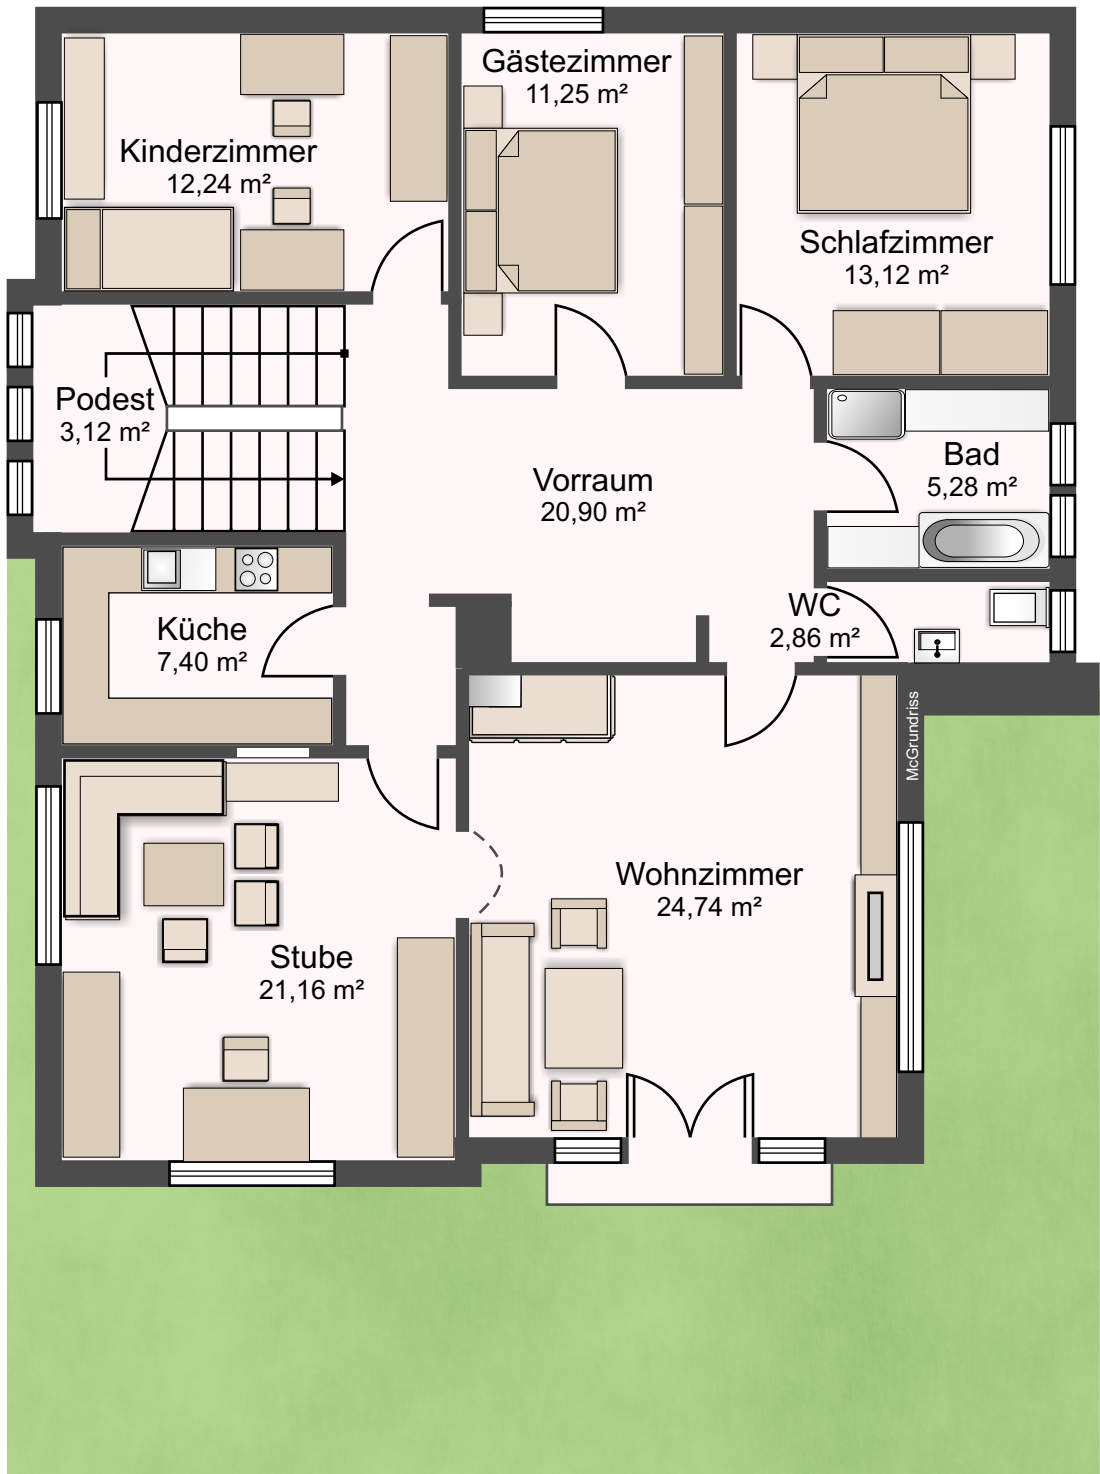 Gästezimmer
11,25 m²
Kinderzimmer
12,24 m²
Schlafzimmer
13,12 m²
Podest
3,12 m²
Vorraum
20,90 m²
Bad
5,28 m²
Küche
7,40 m²
WC
2,86 m²
McGrundriss
Wohnzimmer
24,74 m²
Stube
21,16 m²